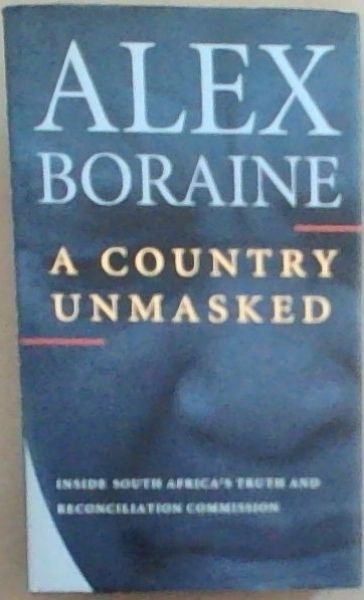 ALEX
BORAINE
A COUNTRY
UNMASKED
INSIDE SOUTH AFRICA'S TRUTH AND
RECONCILIATION COMMISSION